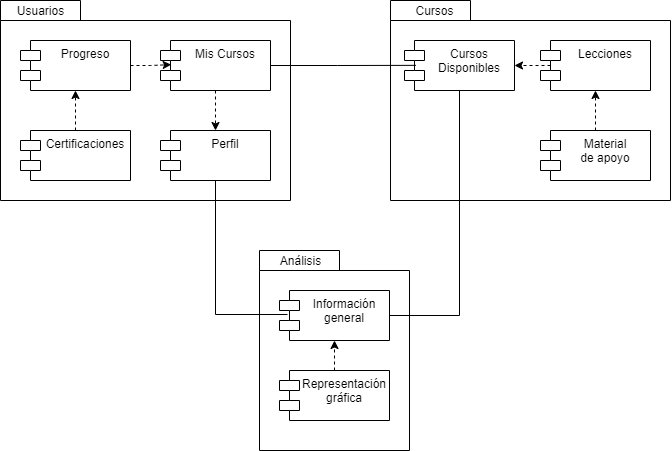 Usuarios
Progreso
Mis Cursos
Certificaciones
Perfil
Cursos
Cursos
Disponibles
Lecciones
Material
de apoyo
Análisis
Información
general
Representación
gráfica